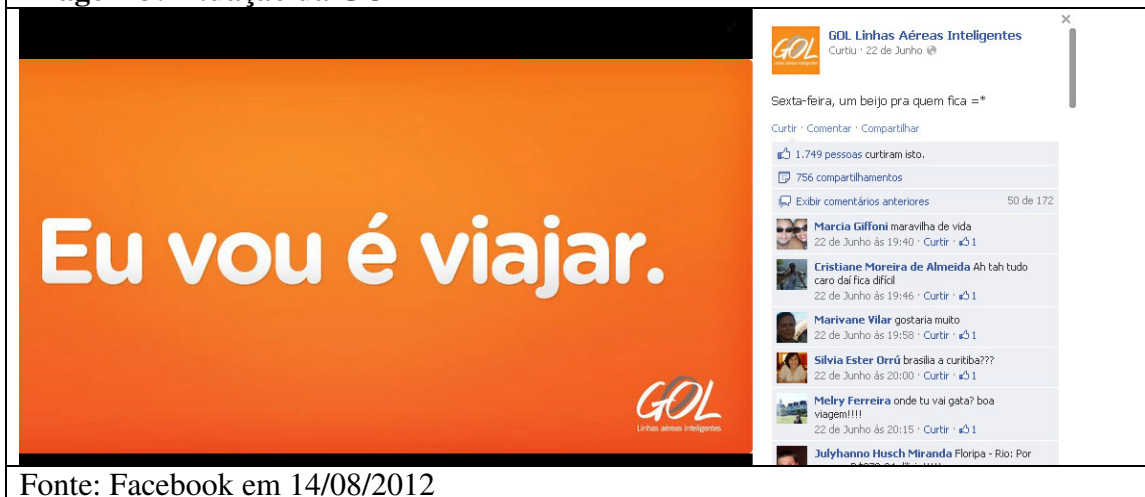 Eu vou é viajar.
GOL
Linhas aéreas inteligentes
GOL
Linhas aéreas inteligentes
GOL Linhas Aéreas Inteligentes
Curtiu · 22 de Junho
Sexta-feira, um beijo pra quem fica =*
Curtir · Comentar · Compartilhar
1.749 pessoas curtiram isto.
756 compartilhamentos
Exibir comentários anteriores 50 de 172
Marcia Giffoni maravilha de vida
22 de Junho às 19:40 · Curtir · 1
Cristiane Moreira de Almeida Ah tah tudo
caro daí fica difícil
22 de Junho às 19:46 · Curtir · 1
Marivane Vilar gostaria muito
22 de Junho às 19:58 · Curtir · 1
Silvia Ester Orrú brasilia a curitiba???
22 de Junho às 20:00 · Curtir · 1
Melry Ferreira onde tu vai gata? boa
viagem!!!!
22 de Junho às 20:15 · Curtir · 1
Julyhanno Husch Miranda Floripa - Rio: Por
Fonte: Facebook em 14/08/2012